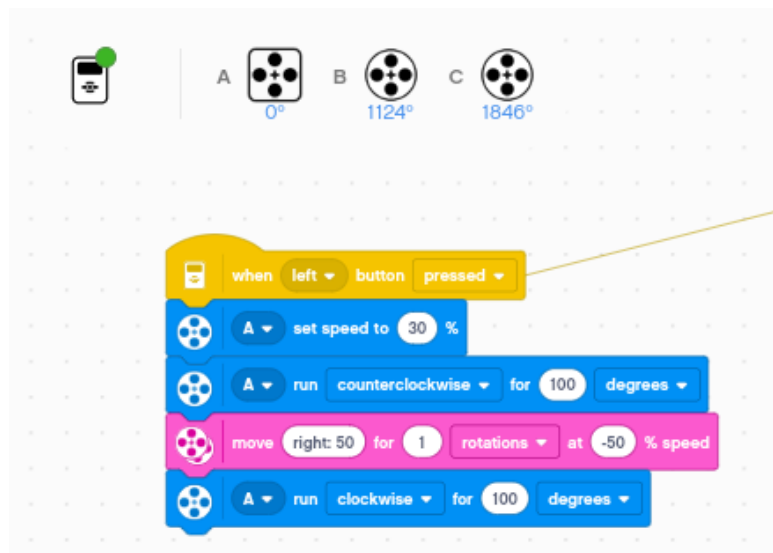 A B C
0° 1124° 1846°
when left button pressed
A set speed to 30 %
A run counterclockwise for 100 degrees
move right: 50 for 1 rotations at -50 % speed
A run clockwise for 100 degrees